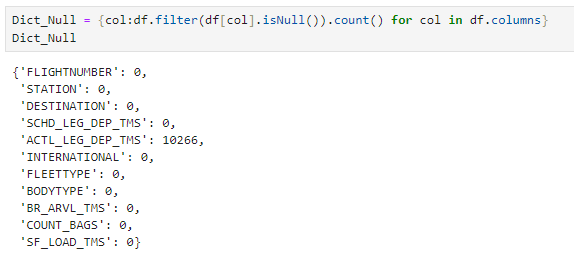 Dict_Null = {col:df.filter(df[col].isNull()).count() for col in df.columns}
Dict_Null
{'FLIGHTNUMBER': 0,
'STATION': 0,
'DESTINATION': 0,
'SCHD_LEG_DEP_TMS': 0,
'ACTL_LEG_DEP_TMS': 10266,
'INTERNATIONAL': 0,
'FLEETTYPE': 0,
'BODYTYPE': 0,
'BR_ARVL_TMS': 0,
'COUNT_BAGS': 0,
'SF_LOAD_TMS': 0}